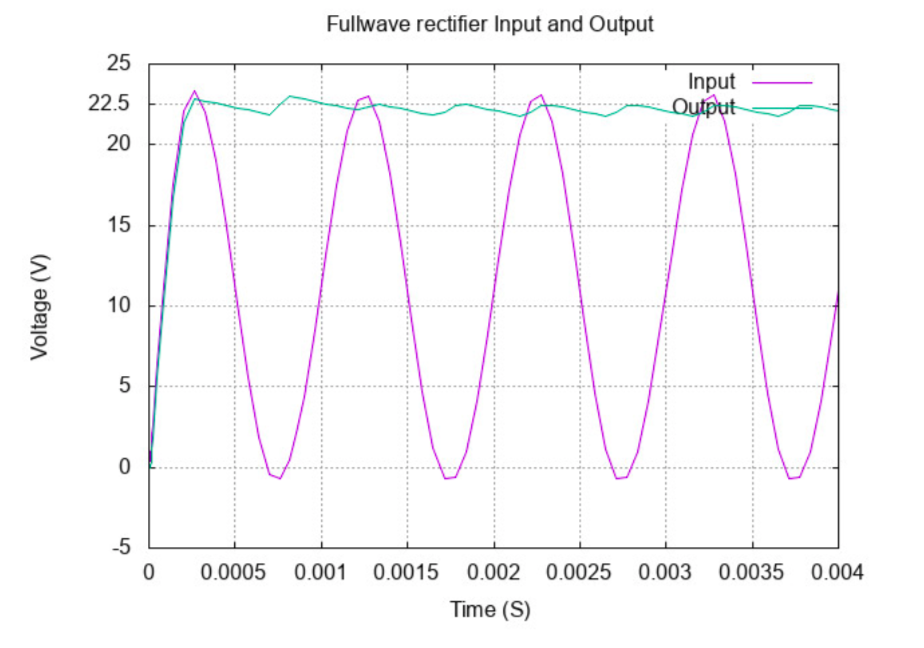 Fullwave rectifier Input and Output
25
22.5
20
15
10
5
0
-5
Voltage (V)
Input
Output
0 0.0005 0.001 0.0015 0.002 0.0025 0.003 0.0035 0.004
Time (S)